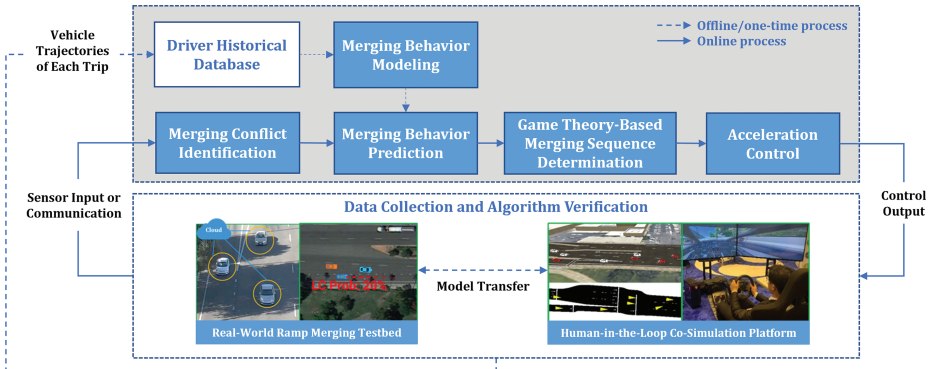 Vehicle
Trajectories
of Each Trip
Driver Historical
Database
Merging Behavior
Modeling
Offline/one-time process
Online process
Merging Conflict
Identification
Merging Behavior
Prediction
Game Theory-Based
Merging Sequence
Determination
Acceleration
Control
Sensor Input or
Communication
Control
Output
Data Collection and Algorithm Verification
Cloud
Model Transfer
Real-World Ramp Merging Testbed
Human-in-the-Loop Co-Simulation Platform